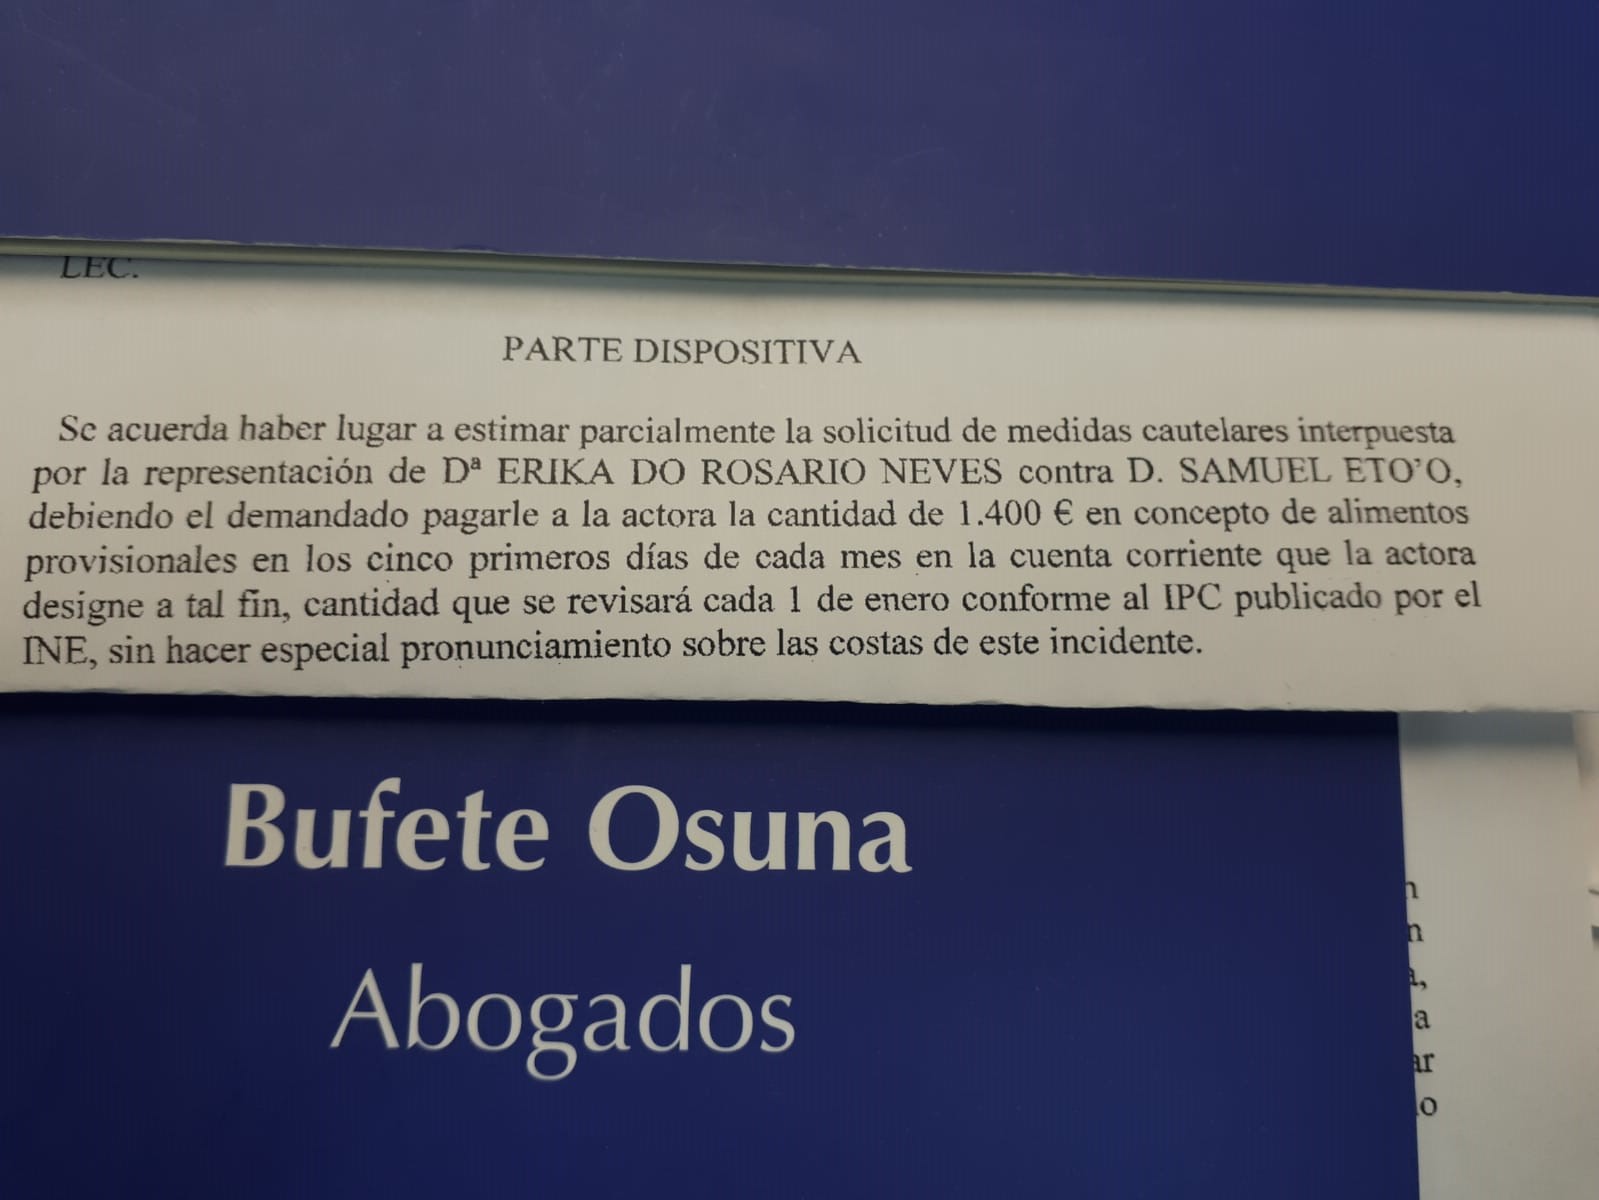 LEC.
PARTE DISPOSITIVA
Se acuerda haber lugar a estimar parcialmente la solicitud de medidas cautelares interpuesta
por la representación de Dª ERIKA DO ROSARIO NEVES contra D. SAMUEL ETO'O,
debiendo el demandado pagarle a la actora la cantidad de 1.400 € en concepto de alimentos
provisionales en los cinco primeros días de cada mes en la cuenta corriente que la actora
designe a tal fin, cantidad que se revisará cada 1 de enero conforme al IPC publicado por el
INE, sin hacer especial pronunciamiento sobre las costas de este incidente.
Bufete Osuna
Abogados